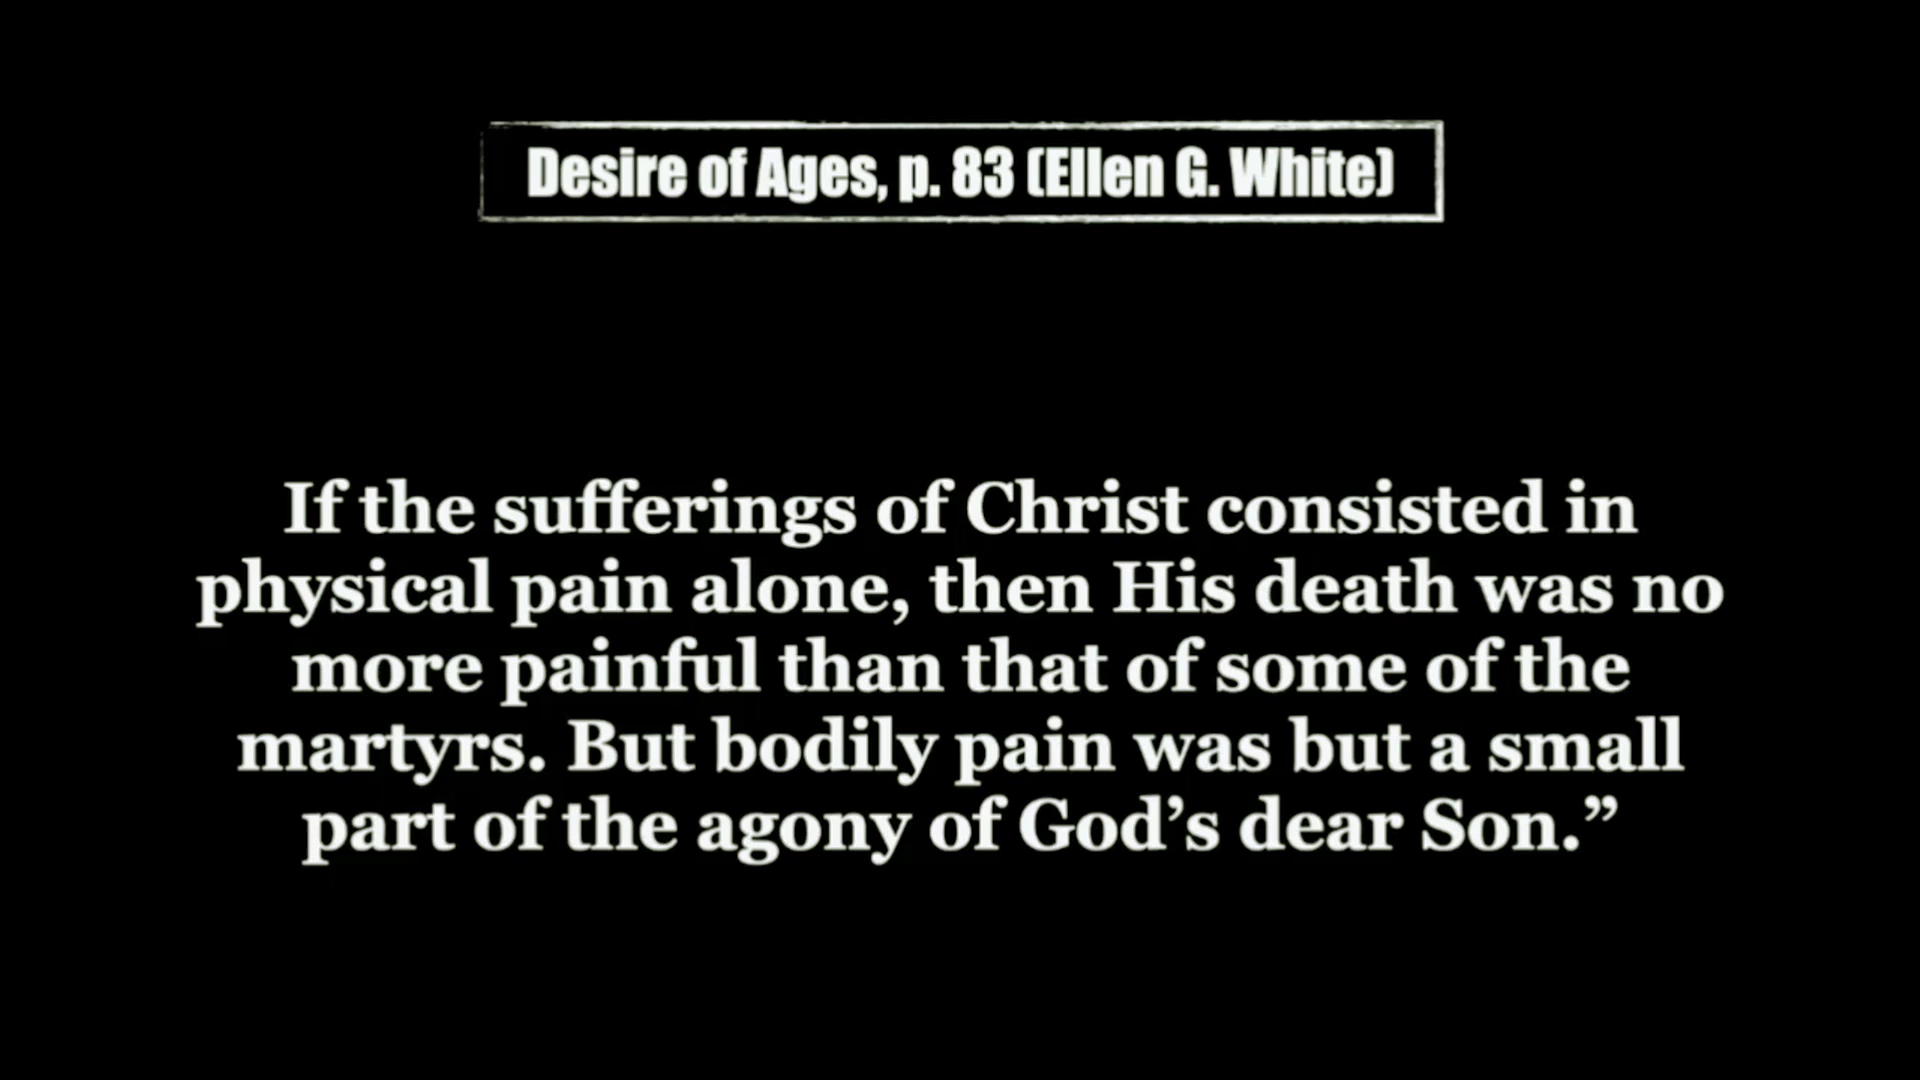 Desire of Ages, p. 83 (Ellen G. White)
If the sufferings of Christ consisted in
physical pain alone, then His death was no
more painful than that of some of the
martyrs. But bodily pain was but a small
part of the agony of God’s dear Son.”